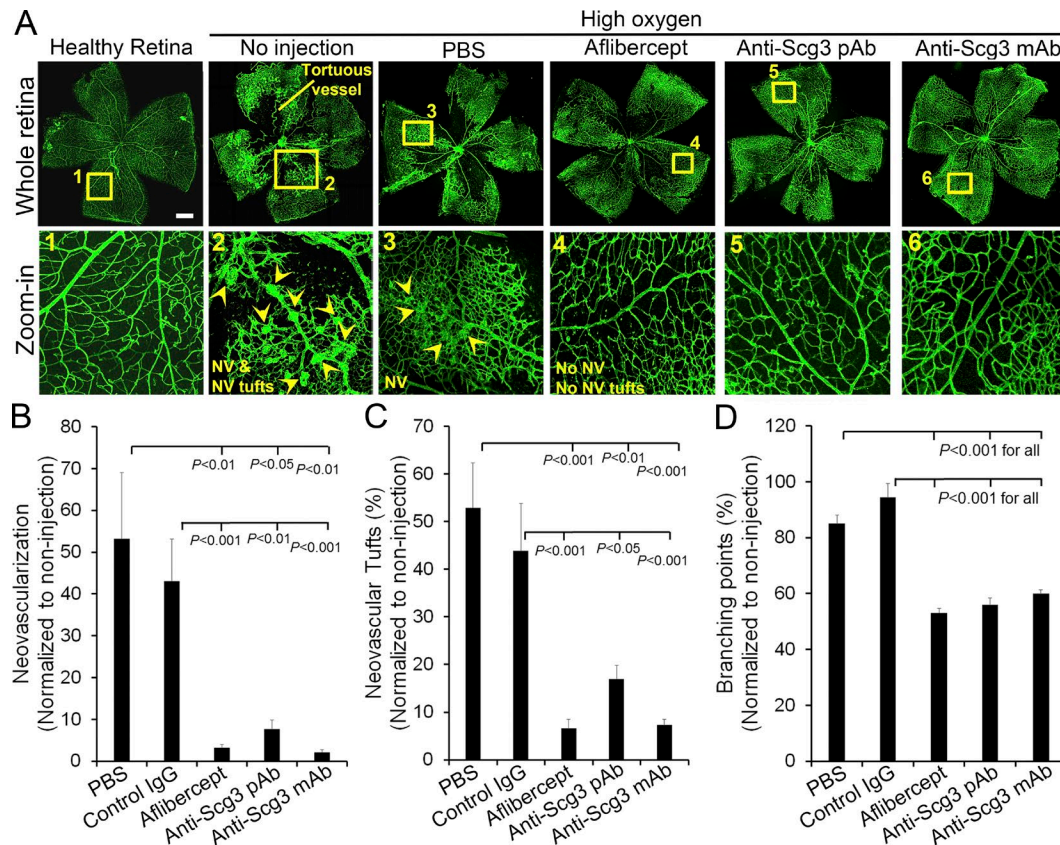 A
High oxygen
Healthy Retina
No injection
PBS
Aflibercept
Anti-Scg3 pAb
Anti-Scg3 mAb
Whole retina
1
Tortuous
vessel
2
3
4
5
6
Zoom-in
1
2
NV &
NV tufts
3
NV
4
No NV
No NV tufts
5
6
B
Neovascularization
(Normalized to non-injection)
80
70
60
50
40
30
20
10
0
P<0.01
P<0.05
P<0.01
P<0.001
P<0.01
P<0.001
PBS
Control IgG
Aflibercept
Anti-Scg3 pAb
Anti-Scg3 mAb
C
Neovascular Tufts (%)
(Normalized to non-injection)
70
60
50
40
30
20
10
0
P<0.001
P<0.01
P<0.001
P<0.001
P<0.05
P<0.001
PBS
Control IgG
Aflibercept
Anti-Scg3 pAb
Anti-Scg3 mAb
D
Branching points (%)
(Normalized to non-injection)
120
100
80
60
40
20
0
P<0.001 for all
P<0.001 for all
PBS
Control IgG
Aflibercept
Anti-Scg3 pAb
Anti-Scg3 mAb